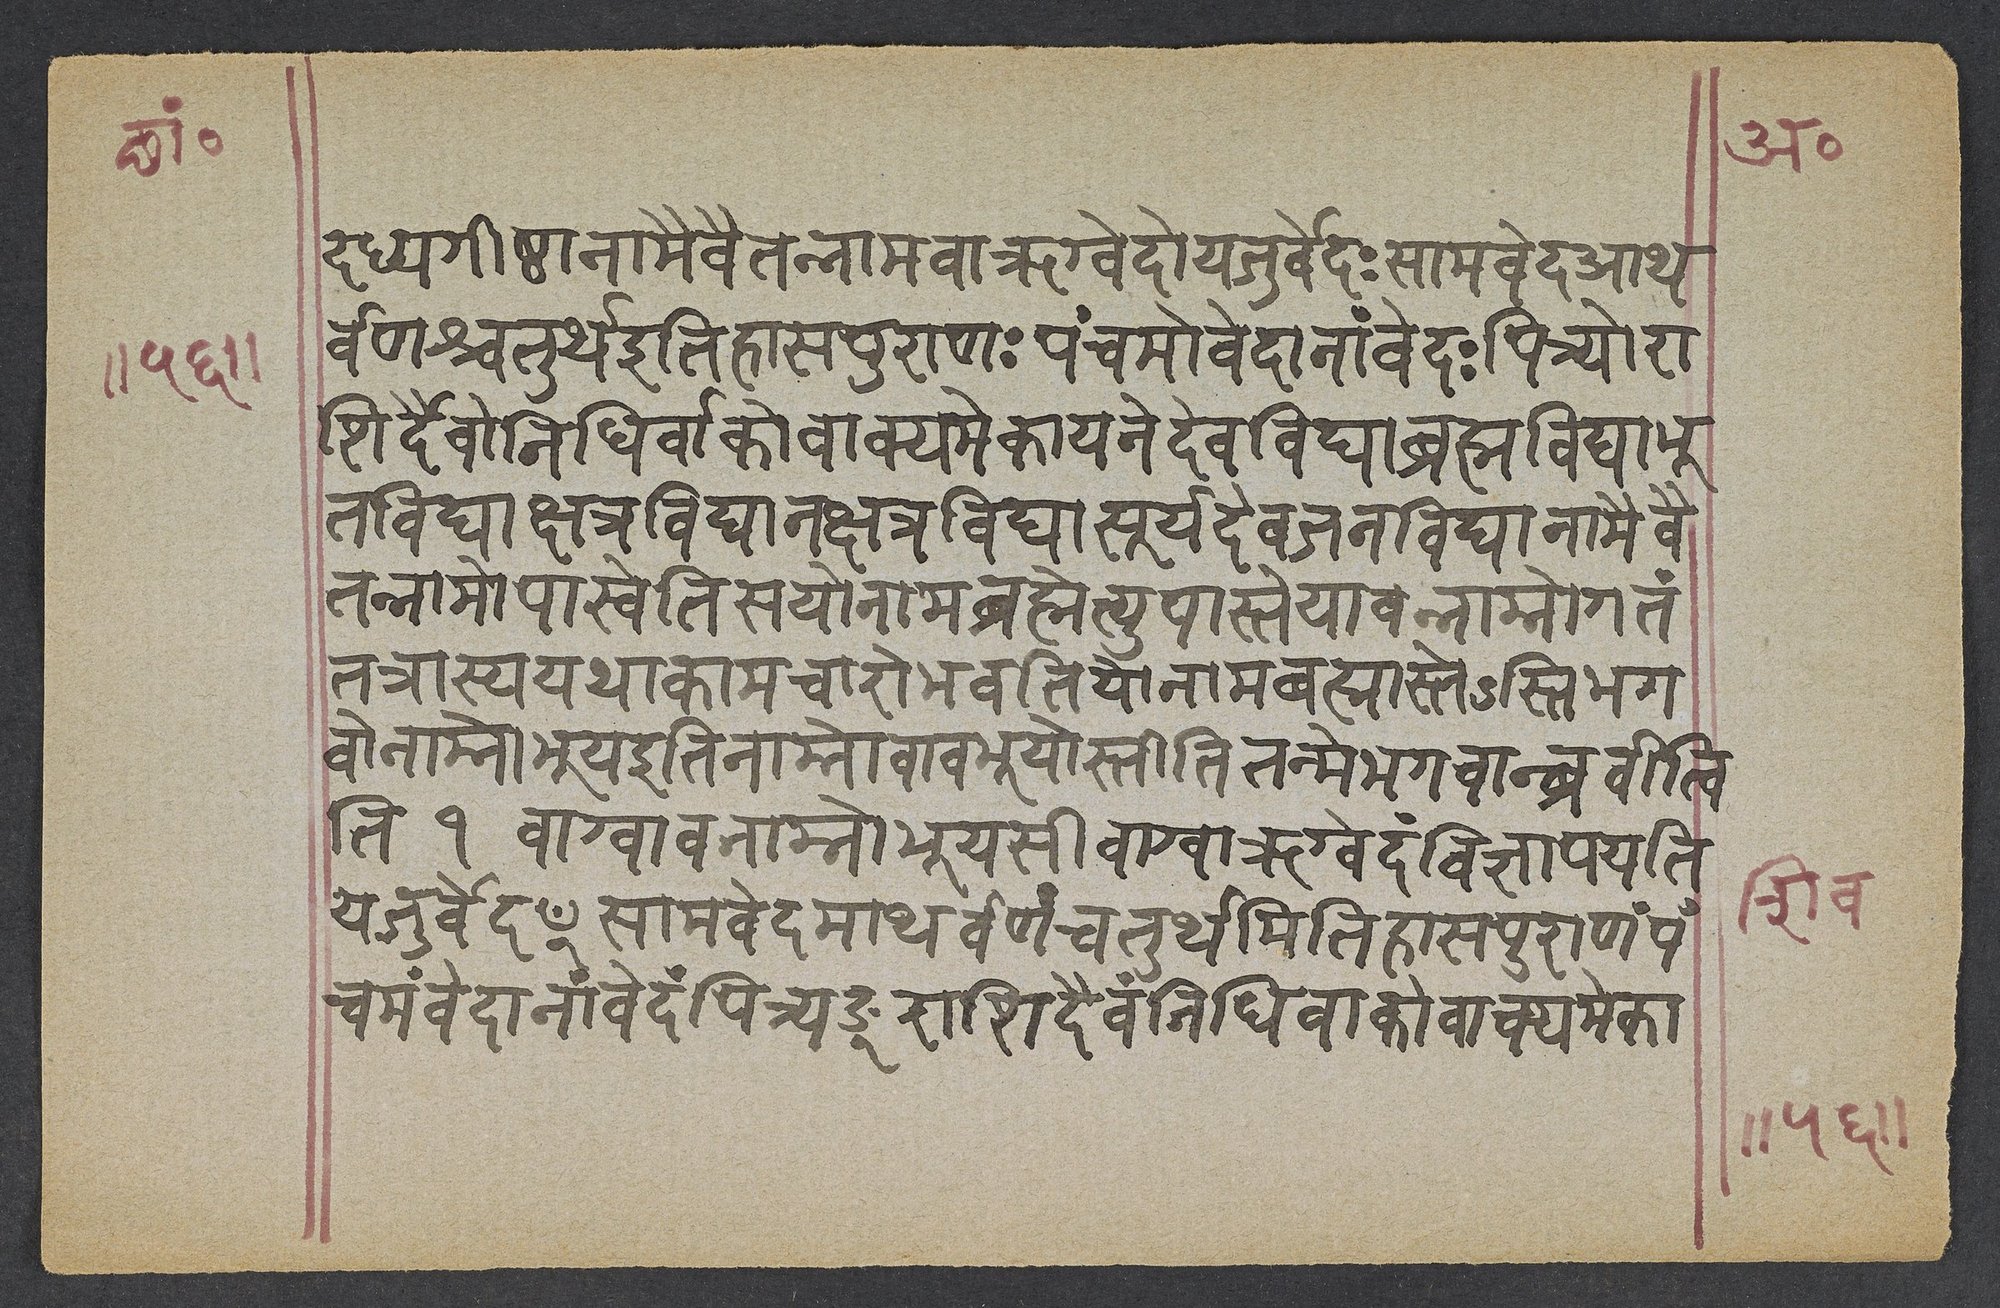 छां०
अ०
दध्यगीष्ठानामैवैतन्नामवाऋग्वेदोयजुर्वेदः सामवेदआथ
र्वणश्चतुर्थइतिहासपुराणः पंचमोवेदानांवेदः पित्र्योरा
॥५६॥
शिर्दैवोनिधिर्वाकोवाक्यमेकायनेदेवविद्याब्रह्मविद्याभू
तविद्याक्षत्रविद्यानक्षत्रविद्यासूर्यदेवजनविद्यानामैवै
तन्नामोपास्वेतिसयोनामब्रह्मेत्युपास्तेयावन्नाम्नोगतं
तत्रास्ययथाकामचारोभवतियोनामब्रह्मास्तेऽस्तिभग
वोनाम्नोभूयइतिनाम्नोवावभूयोस्तीतितन्मेभगवान्ब्रवीत्वि
ति १ वाग्वावनाम्नोभूयसीवाग्वाऋग्वेदंविज्ञापयति
यजुर्वेदꣳसामवेदमाथर्वणंचतुर्थमितिहासपुराणंपं
शिव
चमंवेदानांवेदंपित्र्यङ्राशिदैवंनिधिवाकोवाक्यमेका
॥५६॥